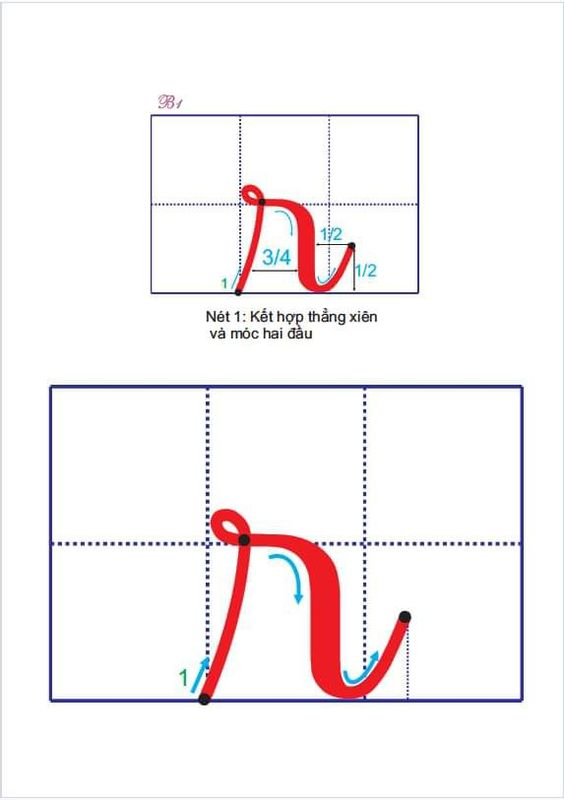 B1
1/2
3/4
1/2
1
Nét 1: Kết hợp thẳng xiên
và móc hai đầu
1